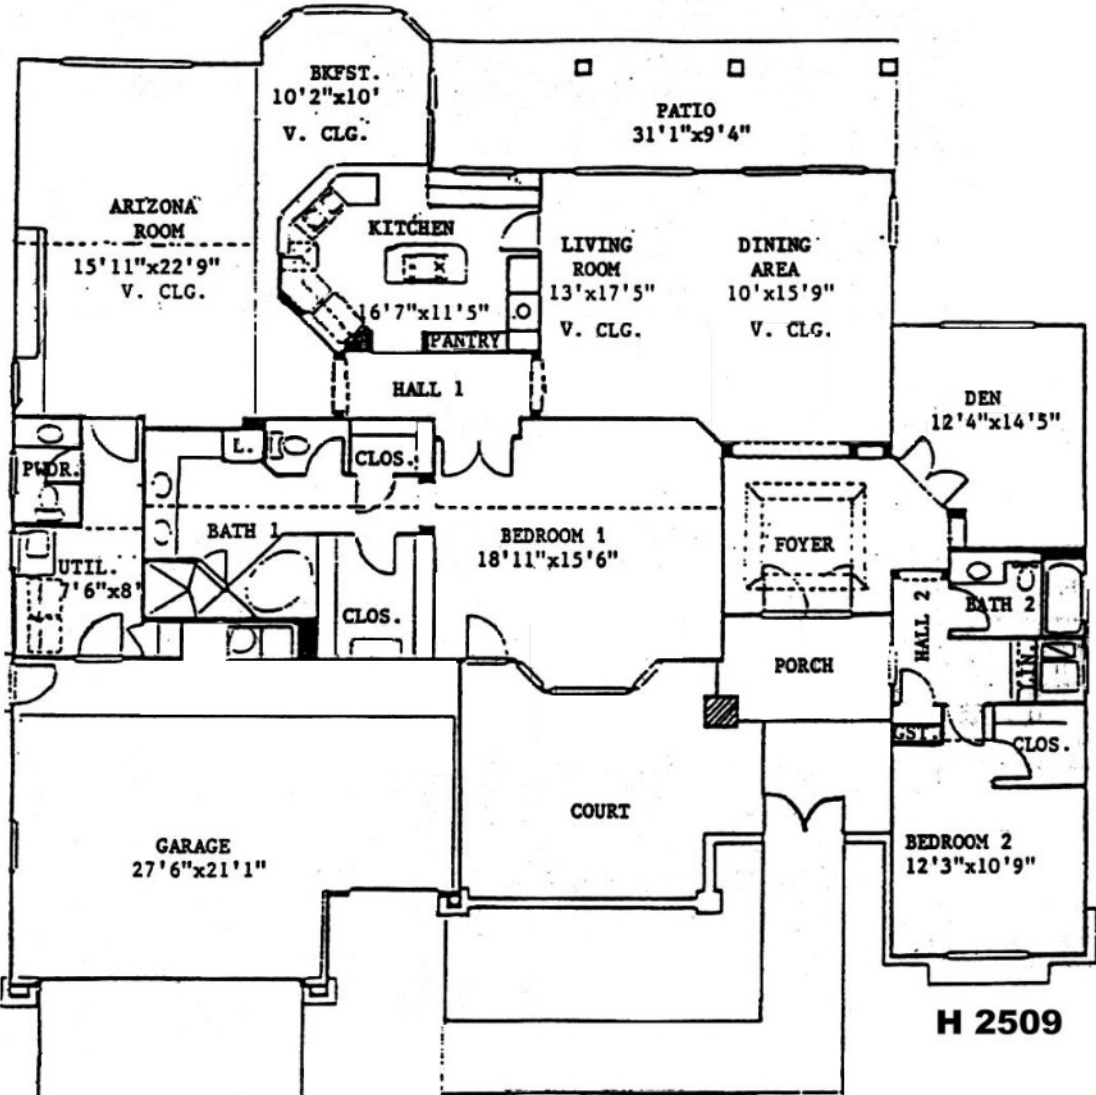 BKFST.
10'2"x10'
V. CLG.
PATIO
31'1"x9'4"
ARIZONA
ROOM
15'11"x22'9"
V. CLG.
KITCHEN
16'7"x11'5"
PANTRY
LIVING
ROOM
13'x17'5"
V. CLG.
DINING
AREA
10'x15'9"
V. CLG.
HALL 1
DEN
12'4"x14'5"
PWDR.
L.
CLOS.
BATH 1
BEDROOM 1
18'11"x15'6"
FOYER
UTIL.
7'6"x8'
CLOS.
HALL 2
BATH 2
PORCH
LIN.
GST.
CLOS.
COURT
GARAGE
27'6"x21'1"
BEDROOM 2
12'3"x10'9"
H 2509